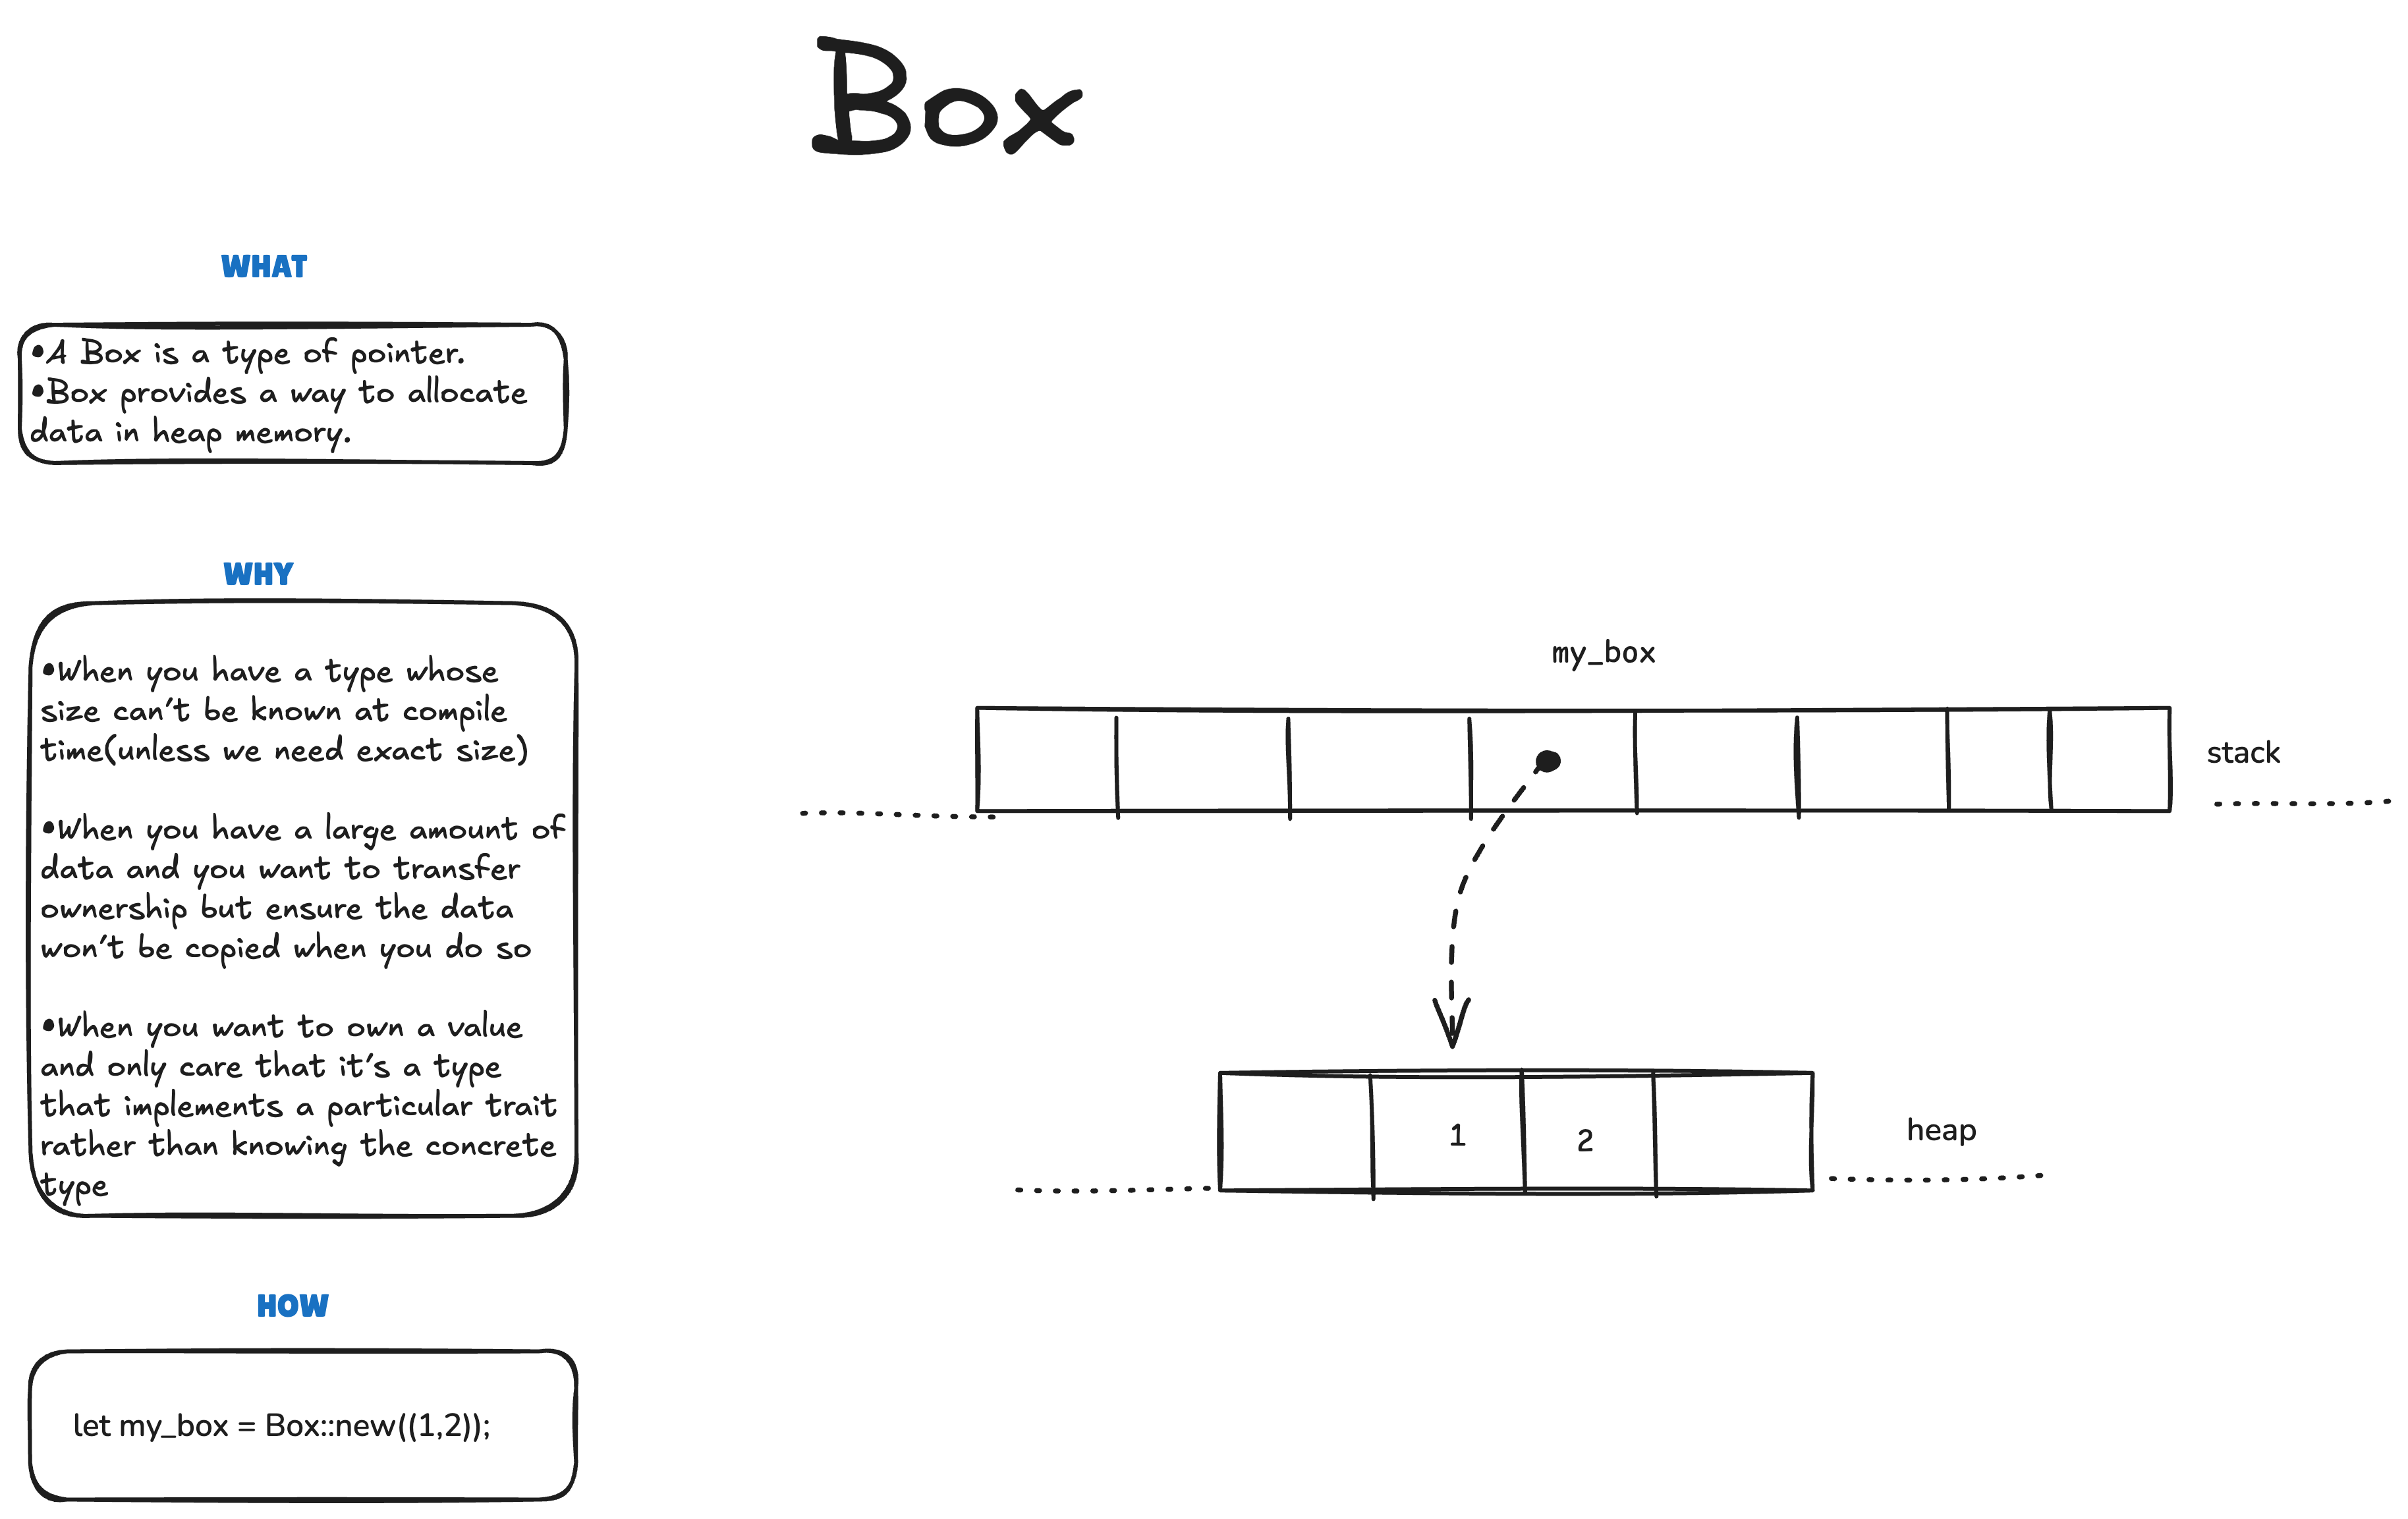 Box
WHAT
•A Box is a type of pointer.
•Box provides a way to allocate
data in heap memory.
WHY
•When you have a type whose
size can't be known at compile
time(unless we need exact size)
•When you have a large amount of
data and you want to transfer
ownership but ensure the data
won't be copied when you do so
•When you want to own a value
and only care that it's a type
that implements a particular trait
rather than knowing the concrete
type
HOW
let my_box = Box::new((1,2));
my_box
stack
1
2
heap